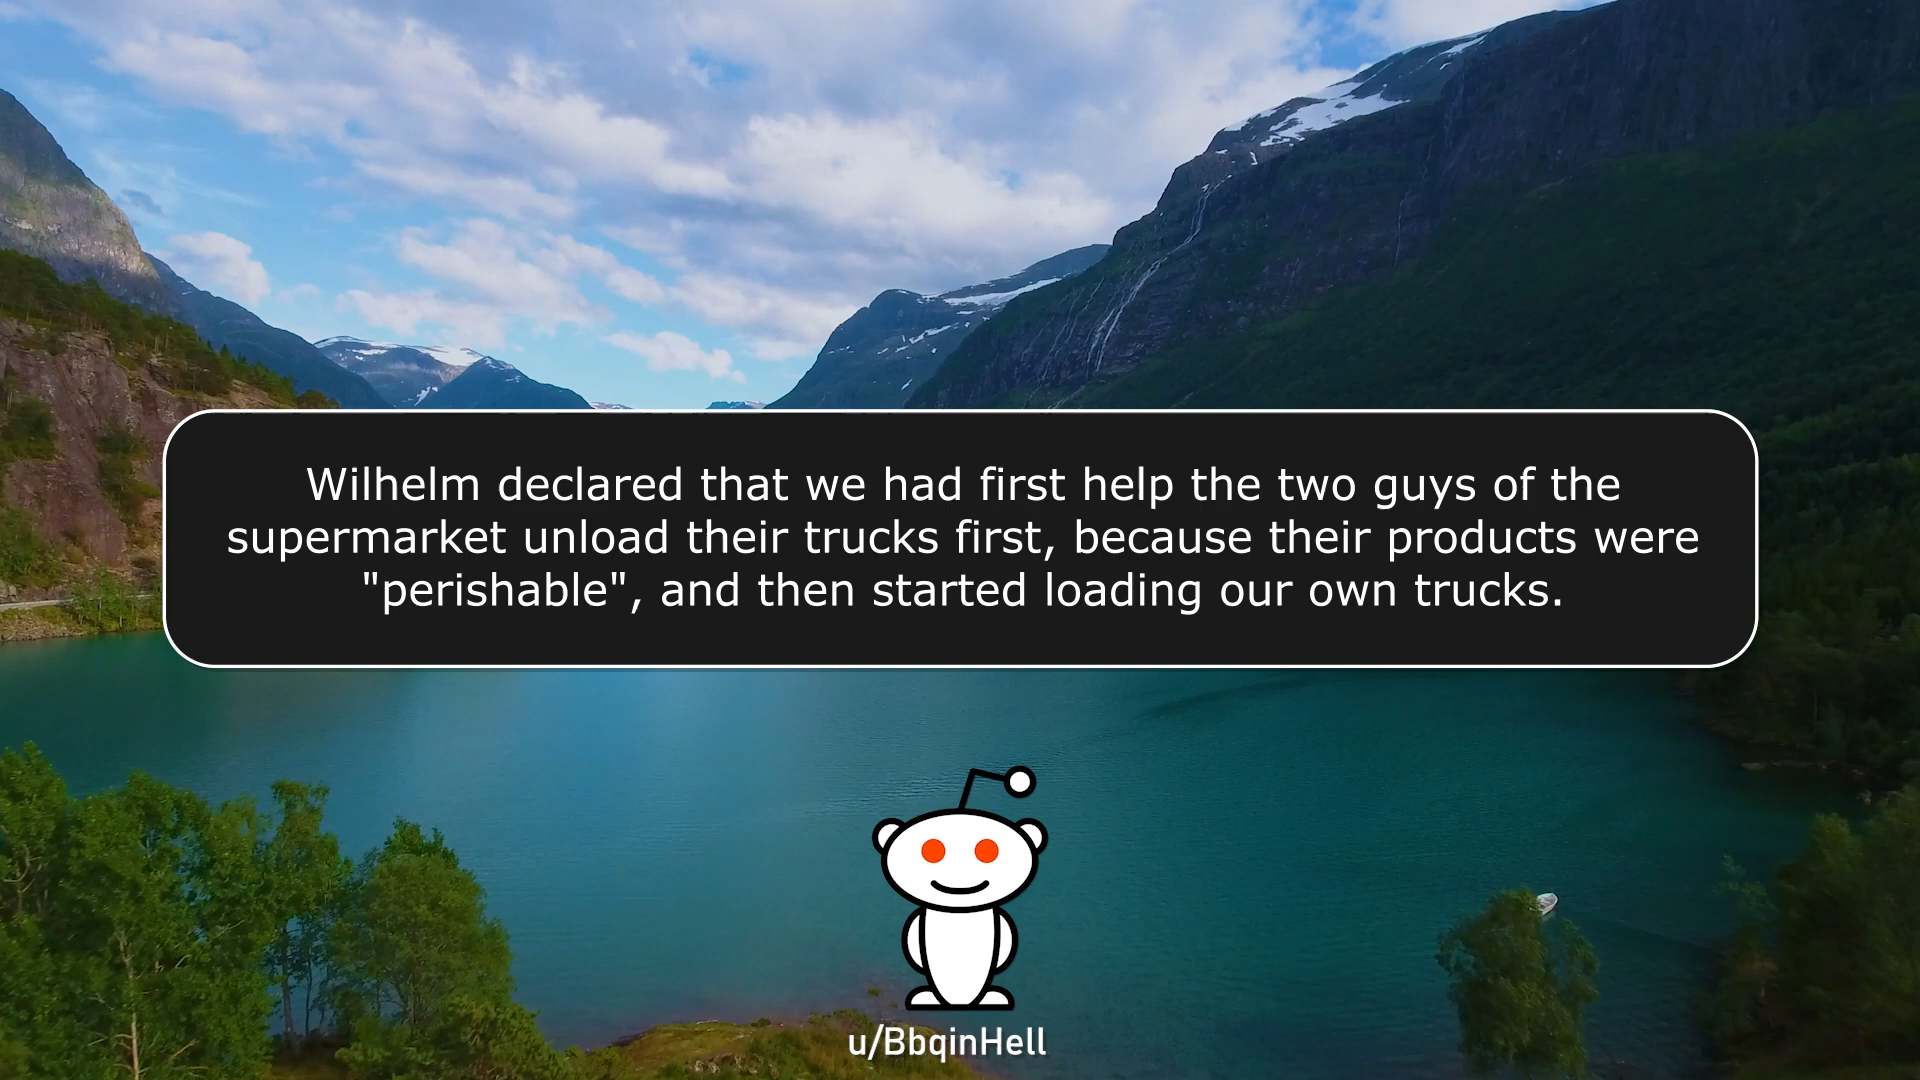 Wilhelm declared that we had first help the two guys of the
supermarket unload their trucks first, because their products were
"perishable", and then started loading our own trucks.
u/BbqinHell